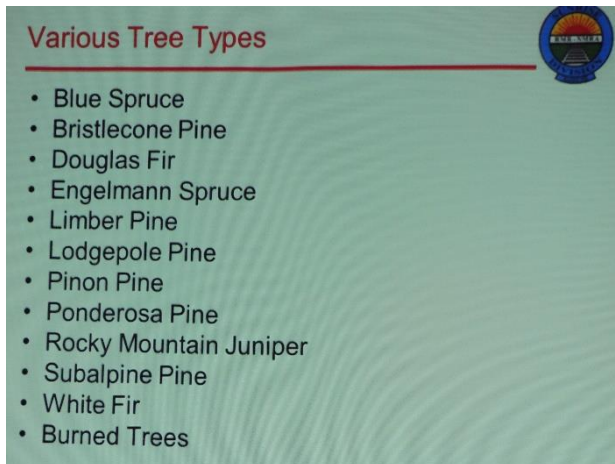 Various Tree Types
• Blue Spruce
• Bristlecone Pine
• Douglas Fir
• Engelmann Spruce
• Limber Pine
• Lodgepole Pine
• Pinon Pine
• Ponderosa Pine
• Rocky Mountain Juniper
• Subalpine Pine
• White Fir
• Burned Trees
DIVISION